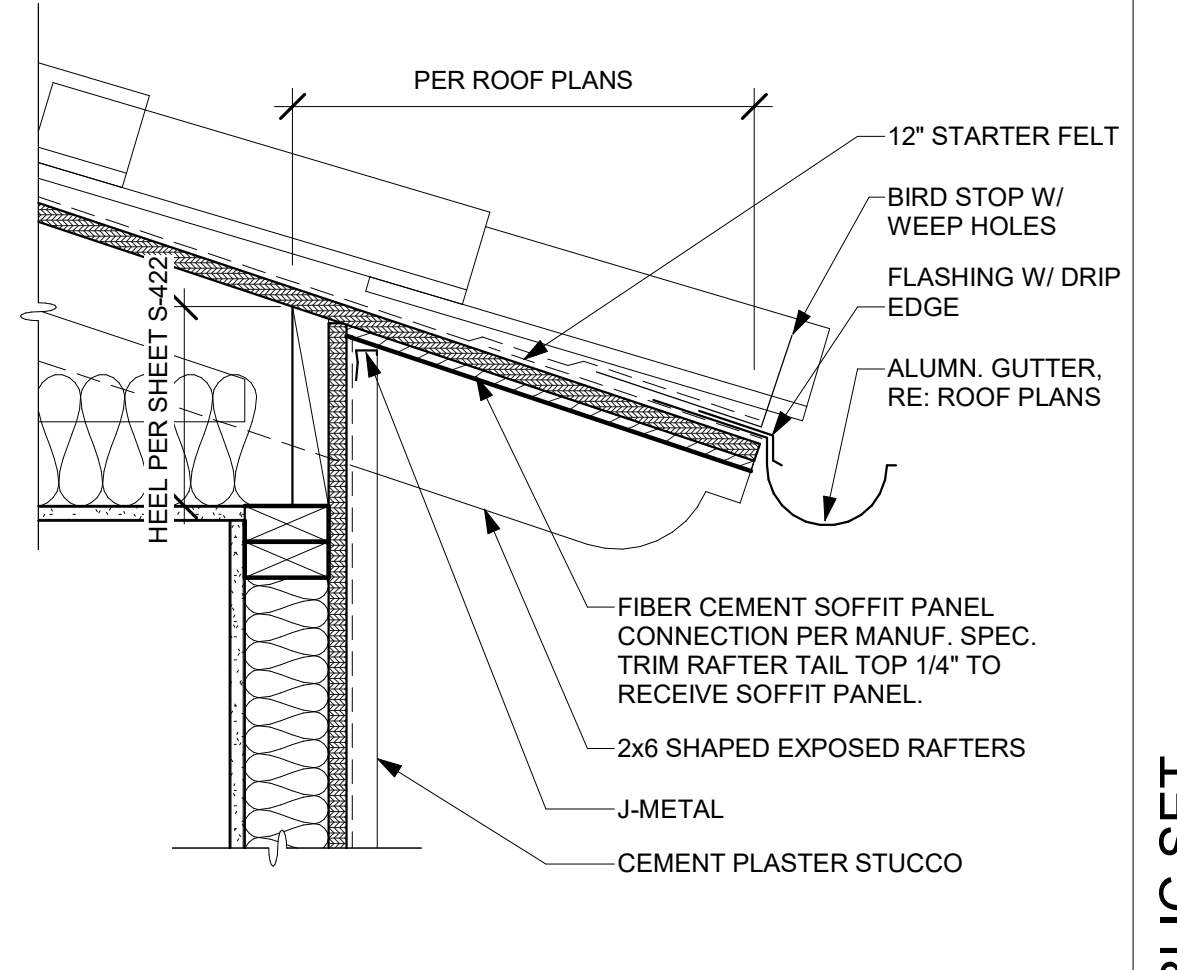 PER ROOF PLANS
12" STARTER FELT
BIRD STOP W/
WEEP HOLES
FLASHING W/ DRIP
EDGE
ALUMN. GUTTER,
RE: ROOF PLANS
HEEL PER SHEET S-422
FIBER CEMENT SOFFIT PANEL
CONNECTION PER MANUF. SPEC.
TRIM RAFTER TAIL TOP 1/4" TO
RECEIVE SOFFIT PANEL.
2x6 SHAPED EXPOSED RAFTERS
J-METAL
CEMENT PLASTER STUCCO